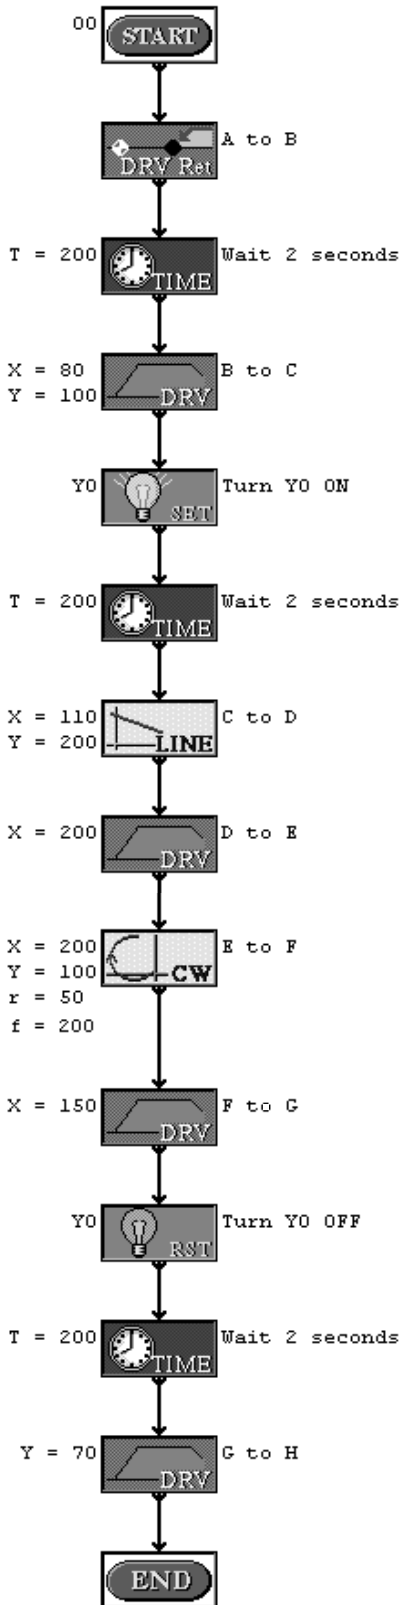 00
START
DRV Ret
A to B
T = 200
TIME
Wait 2 seconds
X = 80
Y = 100
DRV
B to C
Y0
SET
Turn Y0 ON
T = 200
TIME
Wait 2 seconds
X = 110
Y = 200
LINE
C to D
X = 200
DRV
D to E
X = 200
Y = 100
r = 50
f = 200
CW
E to F
X = 150
DRV
F to G
Y0
RST
Turn Y0 OFF
T = 200
TIME
Wait 2 seconds
Y = 70
DRV
G to H
END